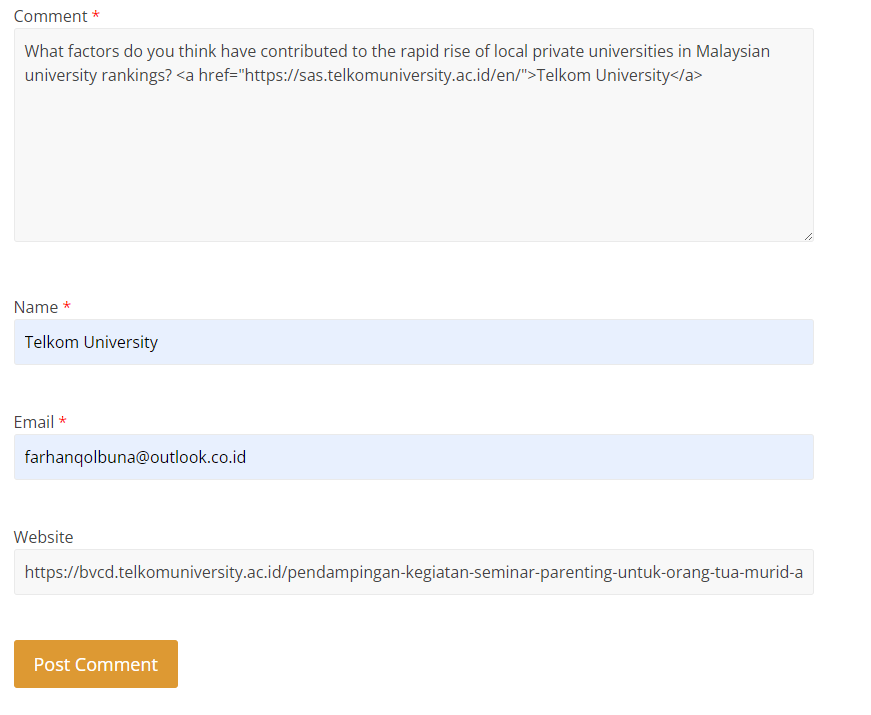 Comment *
What factors do you think have contributed to the rapid rise of local private universities in Malaysian
university rankings? <a href="https://sas.telkomuniversity.ac.id/en/">Telkom University</a>
Name *
Telkom University
Email *
farhanqolbuna@outlook.co.id
Website
https://bvcd.telkomuniversity.ac.id/pendampingan-kegiatan-seminar-parenting-untuk-orang-tua-murid-a
Post Comment